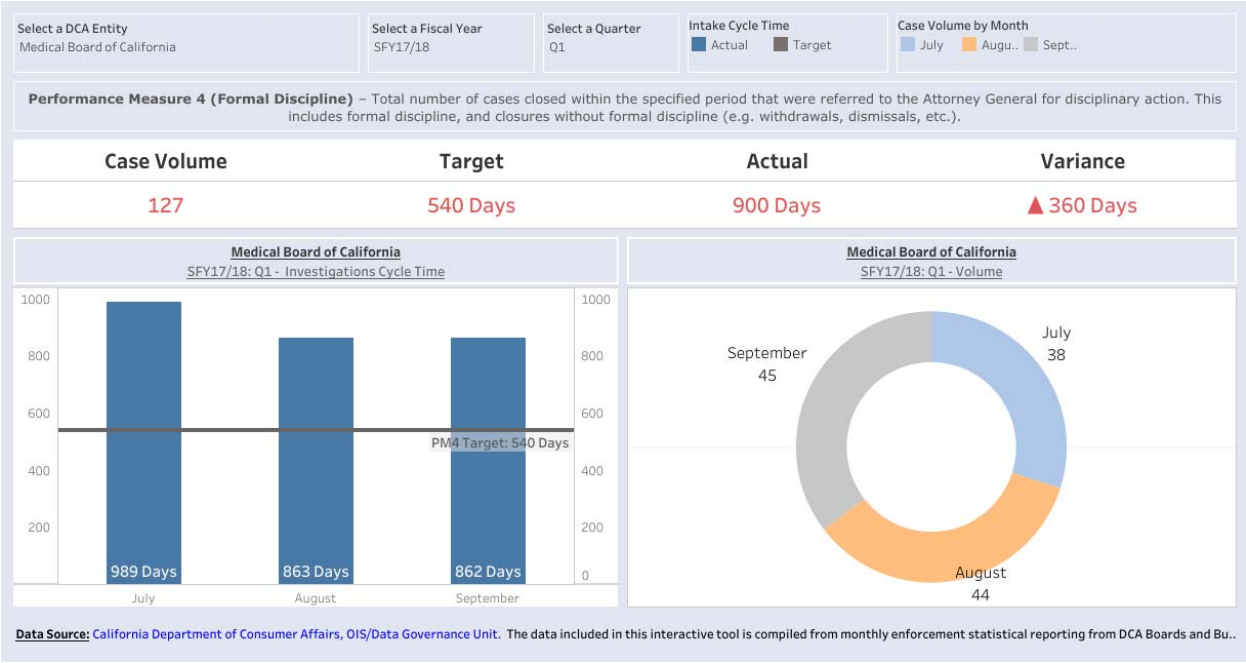 Select a DCA Entity
Medical Board of California
Select a Fiscal Year
SFY17/18
Select a Quarter
Q1
Intake Cycle Time
Actual Target
Case Volume by Month
July Augu.. Sept..
Performance Measure 4 (Formal Discipline) – Total number of cases closed within the specified period that were referred to the Attorney General for disciplinary action. This
includes formal discipline, and closures without formal discipline (e.g. withdrawals, dismissals, etc.).
Case Volume Target Actual Variance
127 540 Days 900 Days ▲ 360 Days
Medical Board of California
SFY17/18: Q1 - Investigations Cycle Time
1000 1000
800 800
600 600
PM4 Target: 540 Days
400 400
200 200
989 Days 863 Days 862 Days
0
July August September
Medical Board of California
SFY17/18: Q1 - Volume
July
38
September
45
August
44
Data Source: California Department of Consumer Affairs, OIS/Data Governance Unit. The data included in this interactive tool is compiled from monthly enforcement statistical reporting from DCA Boards and Bu..